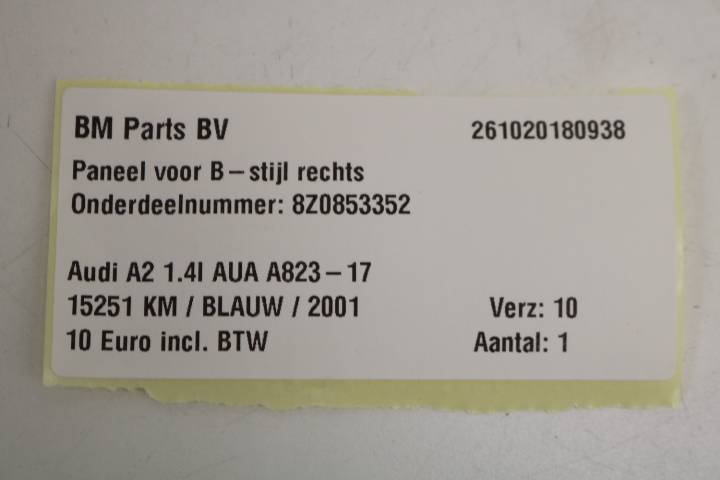 BM Parts BV 261020180938
Paneel voor B-stijl rechts
Onderdeelnummer: 8Z0853352
Audi A2 1.4I AUA A823-17
15251 KM / BLAUW / 2001 Verz: 10
10 Euro incl. BTW Aantal: 1